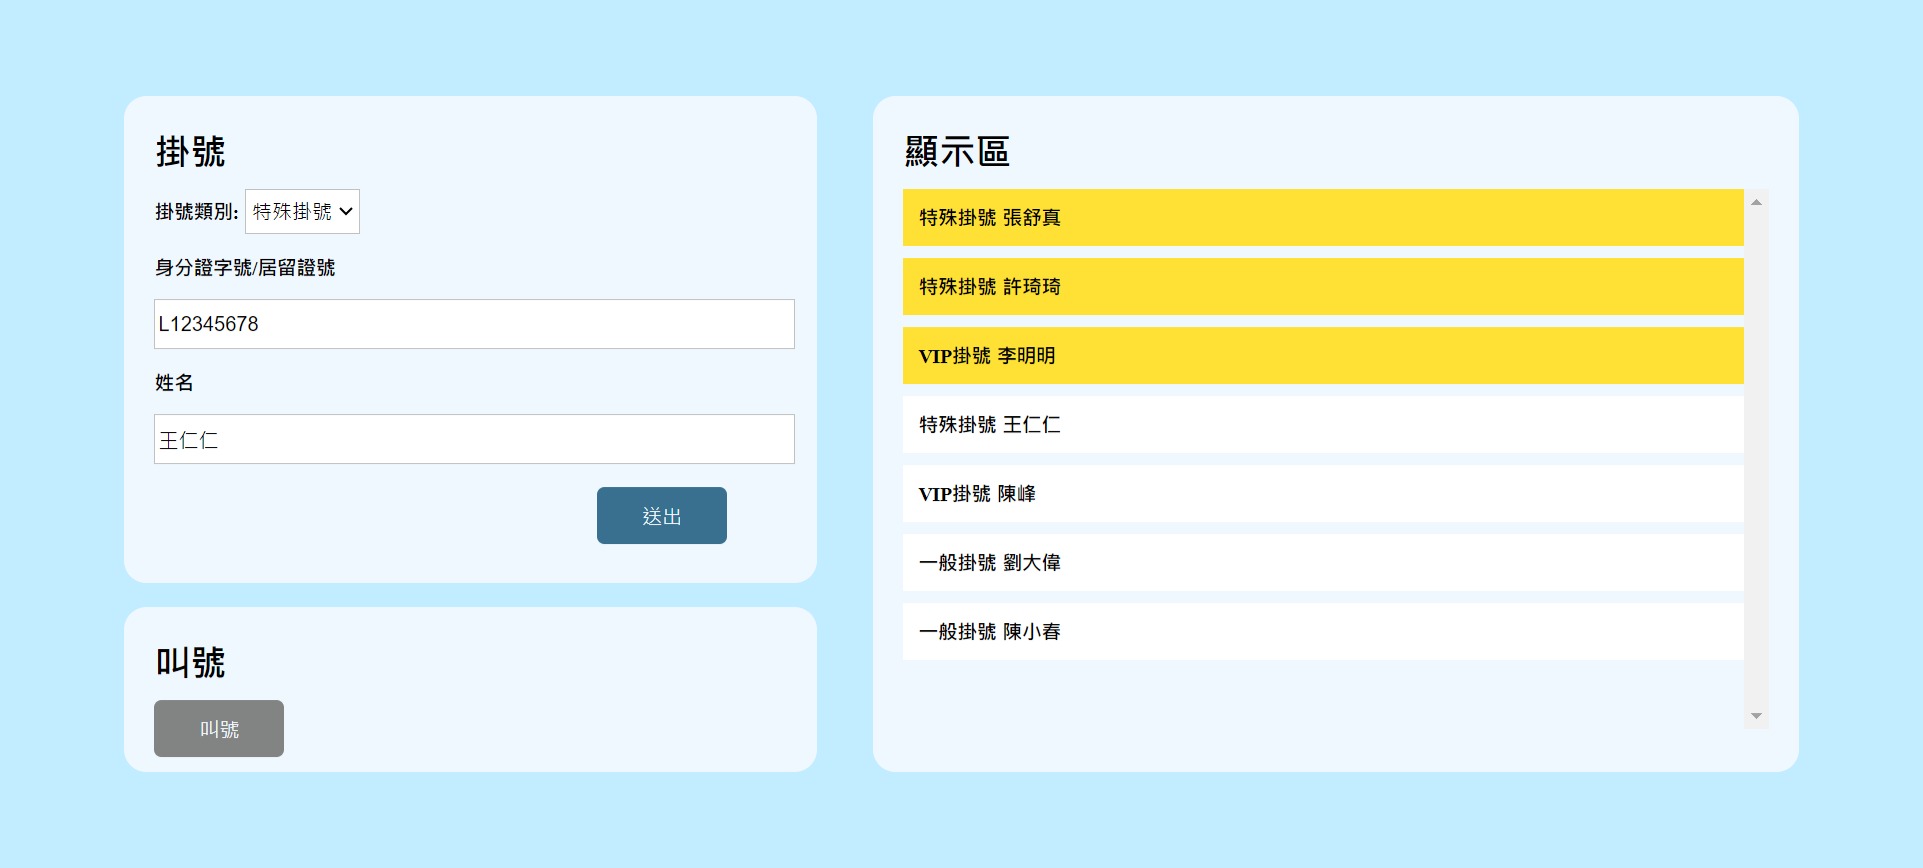 掛號
掛號類別: 特殊掛號
身分證字號/居留證號
L12345678
姓名
王仁仁
送出
叫號
叫號
顯示區
特殊掛號 張舒真
特殊掛號 許琦琦
VIP掛號 李明明
特殊掛號 王仁仁
VIP掛號 陳峰
一般掛號 劉大偉
一般掛號 陳小春